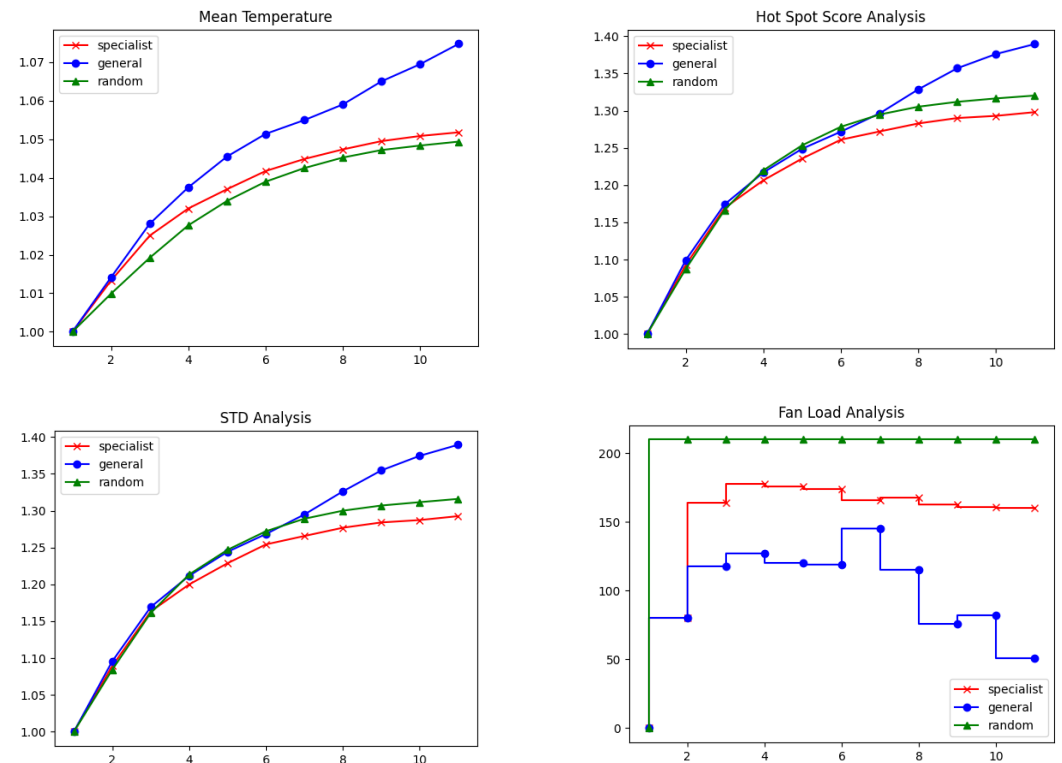 Mean Temperature
specialist
general
random
1.07
1.06
1.05
1.04
1.03
1.02
1.01
1.00
2 4 6 8 10
Hot Spot Score Analysis
specialist
general
random
1.40
1.35
1.30
1.25
1.20
1.15
1.10
1.05
1.00
2 4 6 8 10
STD Analysis
specialist
general
random
1.40
1.35
1.30
1.25
1.20
1.15
1.10
1.05
1.00
2 4 6 8 10
Fan Load Analysis
200
150
100
50
0
specialist
general
random
2 4 6 8 10